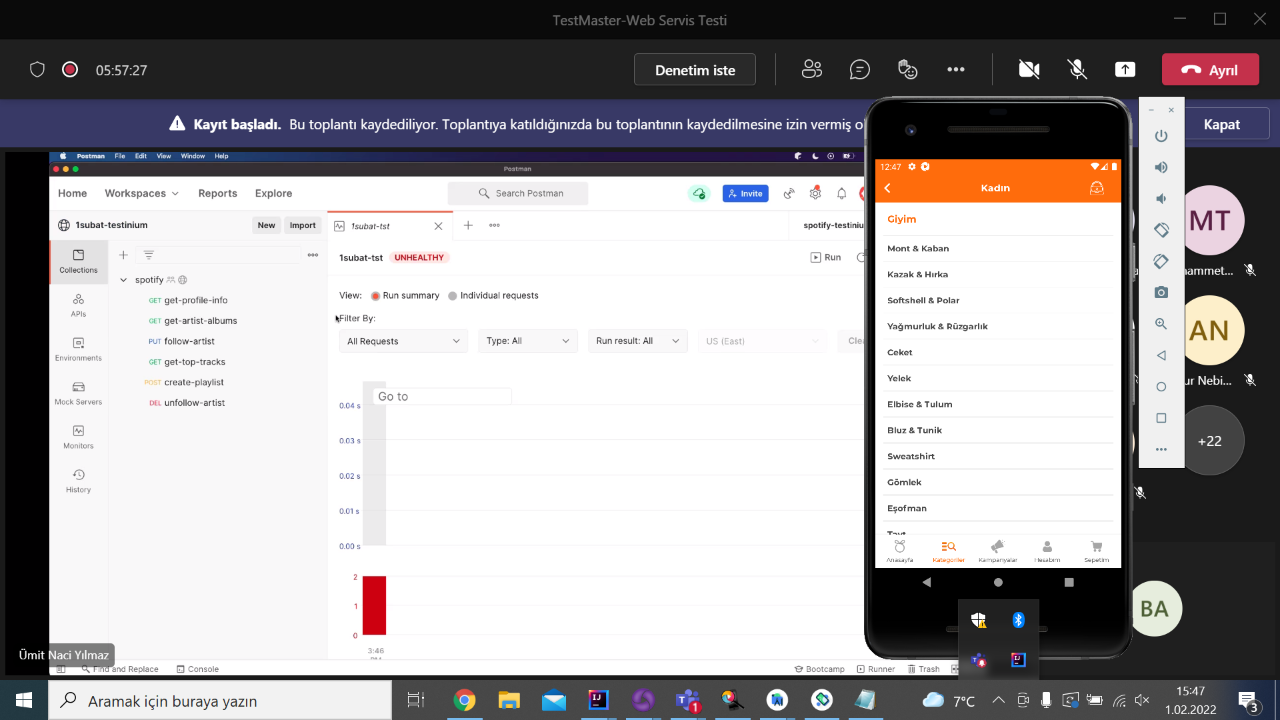 TestMaster-Web Servis Testi
05:57:27
Denetim iste
Ayrıl
Kayıt başladı. Bu toplantı kaydediliyor. Toplantıya katıldığınızda bu toplantının kaydedilmesine izin vermiş o
Kapat
Postman File Edit View Window Help
Postman
Home Workspaces Reports Explore
Search Postman
Invite
1subat-testinium
New Import
1subat-tst
spotify-testiniu
Collections
APIs
Environments
Mock Servers
Monitors
History
spotify
GET get-profile-info
GET get-artist-albums
PUT follow-artist
GET get-top-tracks
POST create-playlist
DEL unfollow-artist
1subat-tst UNHEALTHY
Run
View: Run summary Individual requests
Filter By:
All Requests
Type: All
Run result: All
US (East)
Clea
Go to
0.04 s
0.03 s
0.02 s
0.01 s
0.00 s
2
1
0
3:46
Ümit Naci Yılmaz
Find and Replace Console
Bootcamp Runner Trash
12:47
Kadın
Giyim
Mont & Kaban
Kazak & Hırka
Softshell & Polar
Yağmurluk & Rüzgarlık
Ceket
Yelek
Elbise & Tulum
Bluz & Tunik
Sweatshirt
Gömlek
Eşofman
Tayt
Anasayfa Kategoriler Kampanyalar Hesabım Sepetim
MT
ammet...
AN
ur Nebi...
+22
BA
Aramak için buraya yazın
1
7°C
15:47
1.02.2022
3